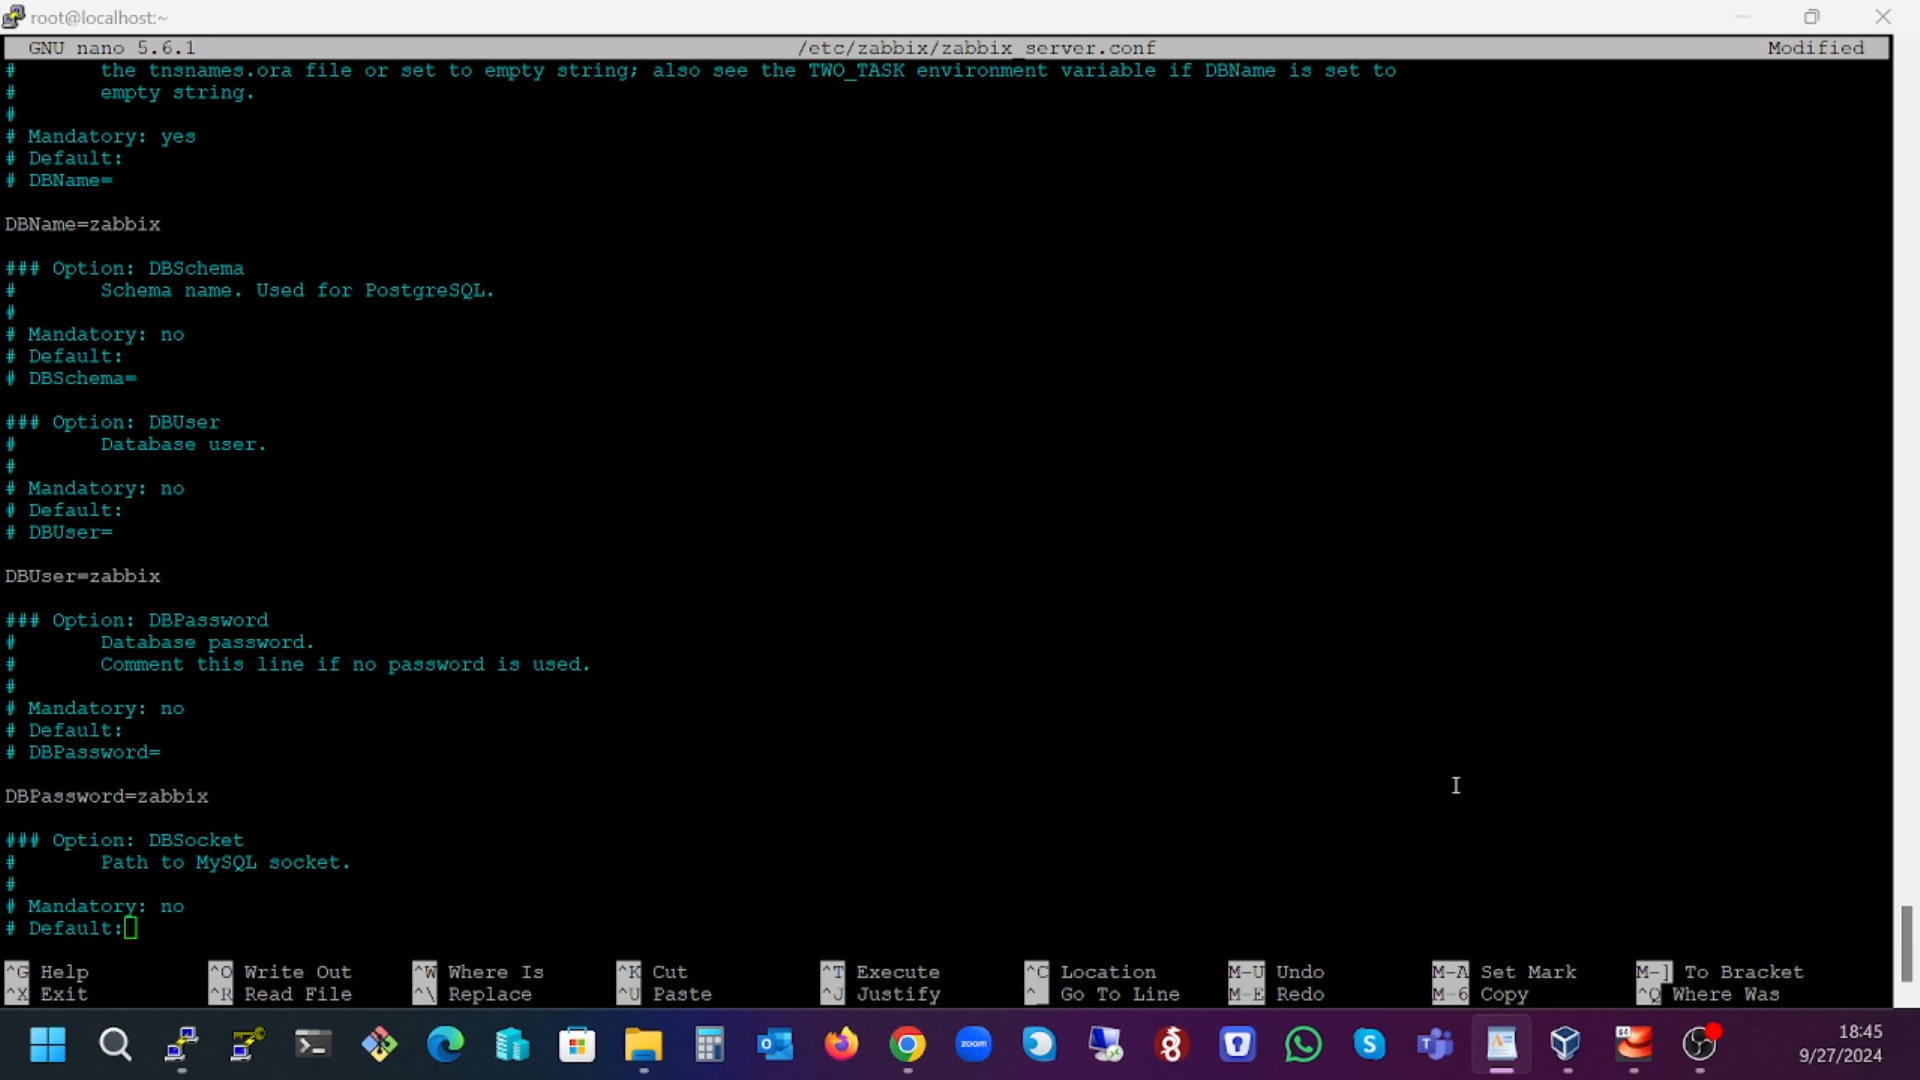 root@localhost:~
GNU nano 5.6.1 /etc/zabbix/zabbix_server.conf Modified
# the tnsnames.ora file or set to empty string; also see the TWO_TASK environment variable if DBName is set to
# empty string.
#
# Mandatory: yes
# Default:
# DBName=
DBName=zabbix
### Option: DBSchema
# Schema name. Used for PostgreSQL.
#
# Mandatory: no
# Default:
# DBSchema=
### Option: DBUser
# Database user.
#
# Mandatory: no
# Default:
# DBUser=
DBUser=zabbix
### Option: DBPassword
# Database password.
# Comment this line if no password is used.
#
# Mandatory: no
# Default:
# DBPassword=
DBPassword=zabbix
### Option: DBSocket
# Path to MySQL socket.
#
# Mandatory: no
# Default:
^G Help ^O Write Out ^W Where Is ^K Cut ^T Execute ^C Location M-U Undo M-A Set Mark M-] To Bracket
^X Exit ^R Read File ^\ Replace ^U Paste ^J Justify ^_ Go To Line M-E Redo M-6 Copy ^Q Where Was
zoom
18:45
9/27/2024